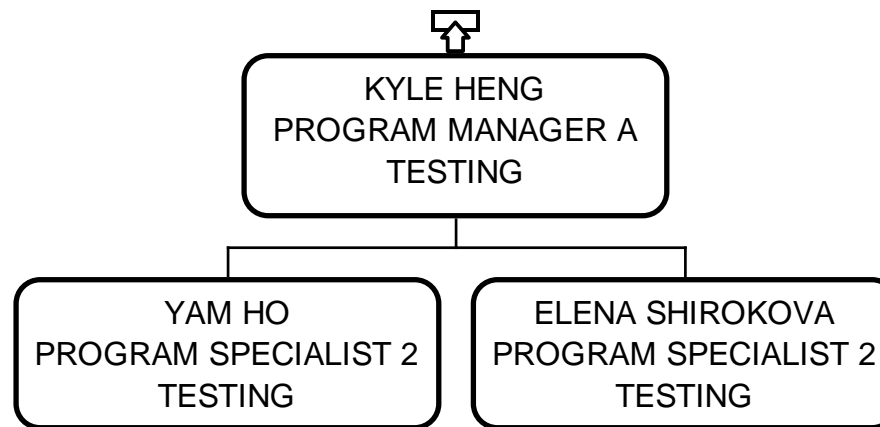 KYLE HENG
PROGRAM MANAGER A
TESTING
YAM HO
PROGRAM SPECIALIST 2
TESTING
ELENA SHIROKOVA
PROGRAM SPECIALIST 2
TESTING